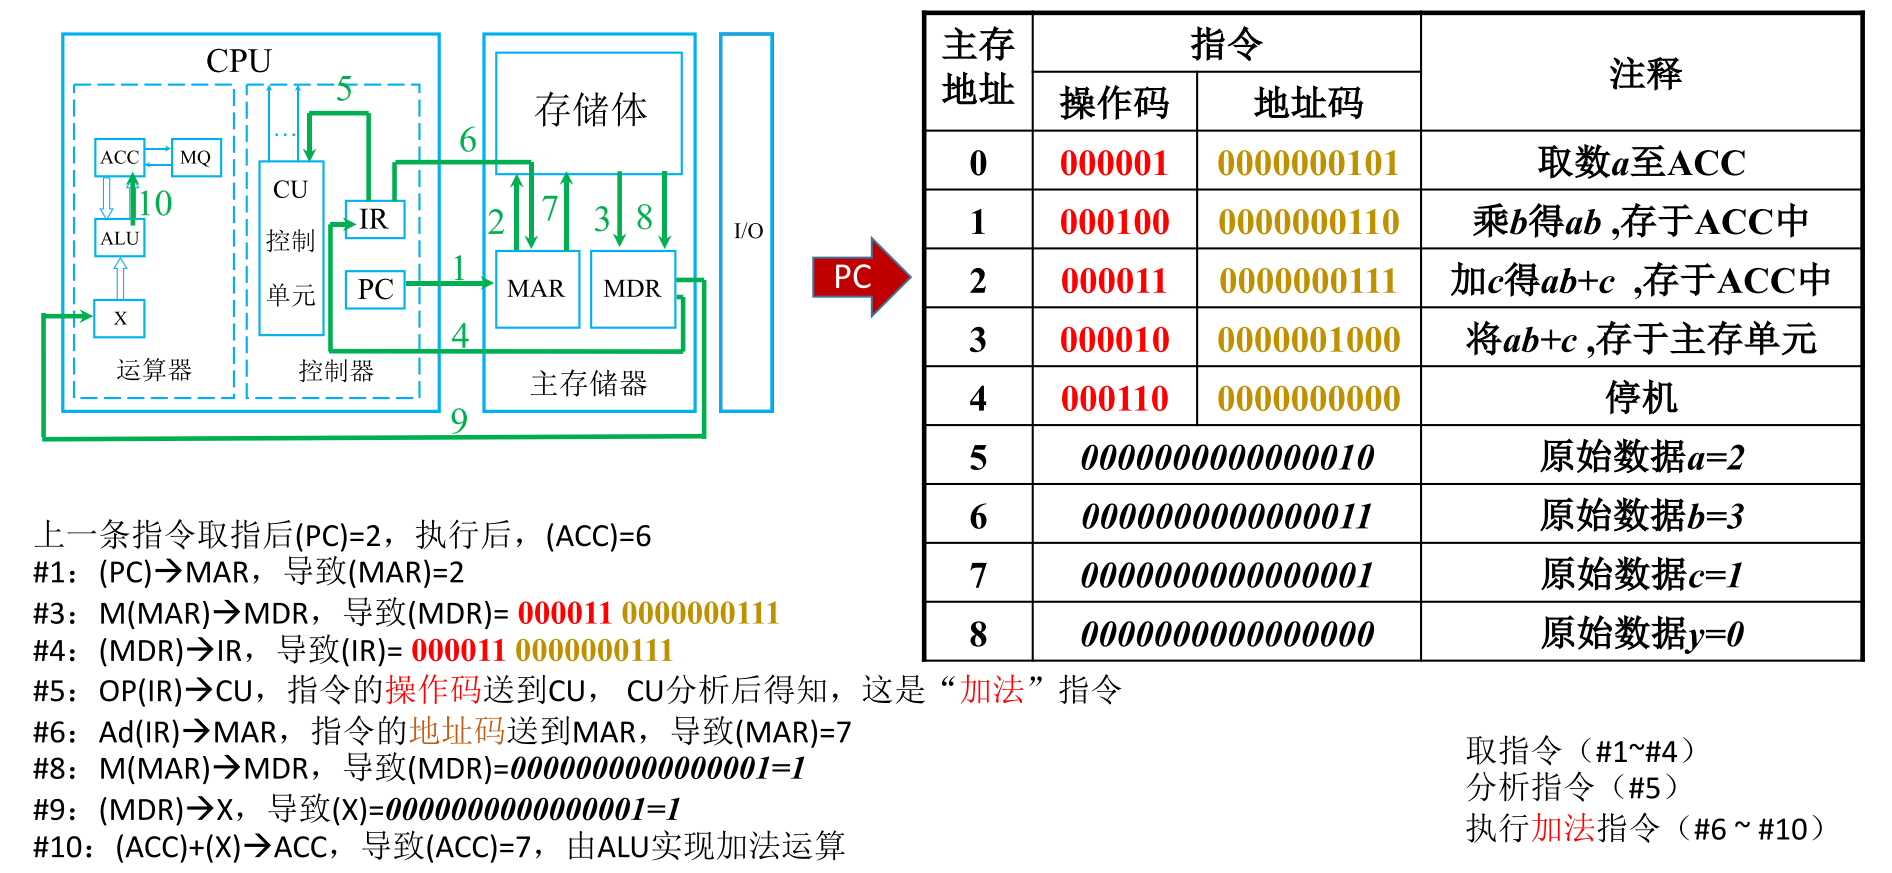 CPU
5
…
ACC
MQ
10
ALU
X
运算器
CU
控制
单元
IR
PC
控制器
6
1
4
9
存储体
2
7
3
8
MAR
MDR
主存储器
I/O
PC
主存
地址
指令
注释
操作码 地址码
0 000001 0000000101 取数a至ACC
1 000100 0000000110 乘b得ab ,存于ACC中
2 000011 0000000111 加c得ab+c ,存于ACC中
3 000010 0000001000 将ab+c ,存于主存单元
4 000110 0000000000 停机
5 0000000000000010 原始数据a=2
6 0000000000000011 原始数据b=3
7 0000000000000001 原始数据c=1
8 0000000000000000 原始数据y=0
上一条指令取指后(PC)=2，执行后，(ACC)=6
#1：(PC)→MAR，导致(MAR)=2
#3：M(MAR)→MDR，导致(MDR)= 000011 0000000111
#4：(MDR)→IR，导致(IR)= 000011 0000000111
#5：OP(IR)→CU，指令的操作码送到CU， CU分析后得知，这是“加法”指令
#6：Ad(IR)→MAR，指令的地址码送到MAR，导致(MAR)=7
#8：M(MAR)→MDR，导致(MDR)=0000000000000001=1
#9：(MDR)→X，导致(X)=0000000000000001=1
#10：(ACC)+(X)→ACC，导致(ACC)=7，由ALU实现加法运算
取指令（#1~#4）
分析指令（#5）
执行加法指令（#6 ~ #10）